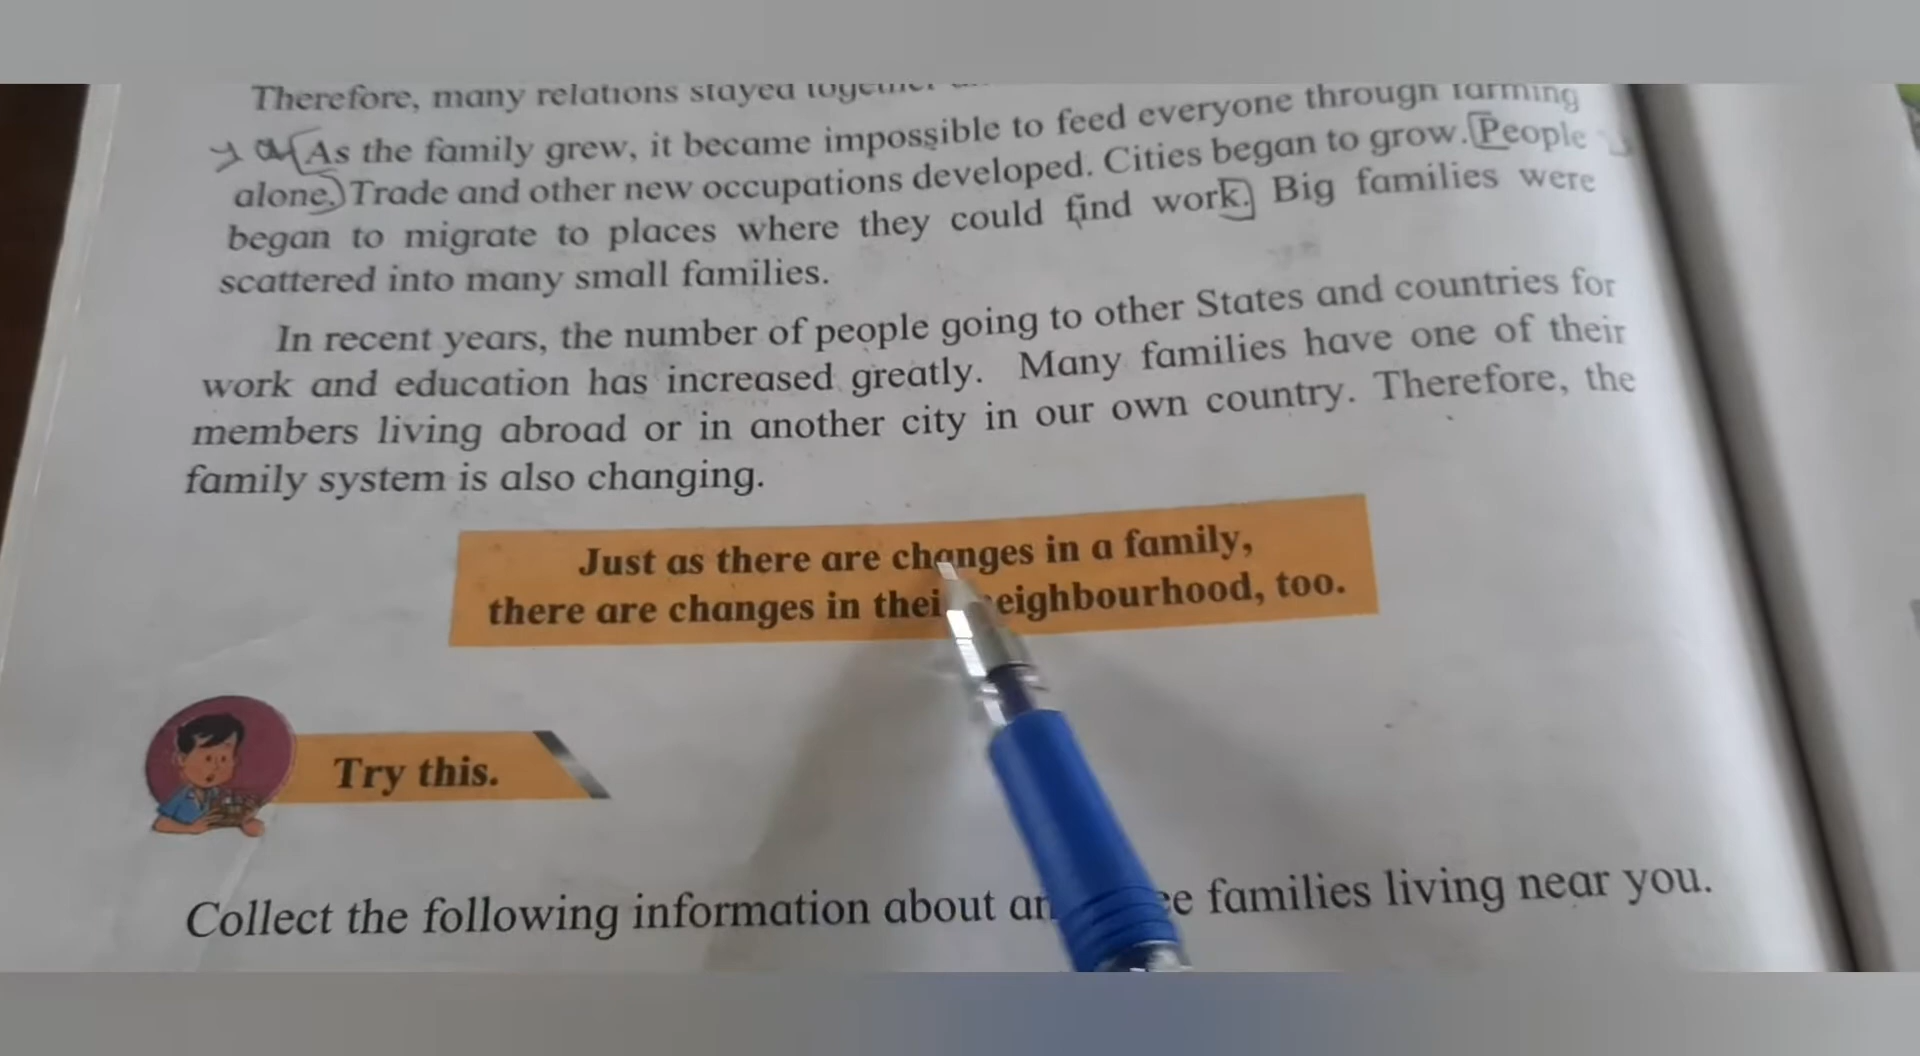 Therefore, many relations stayed together
As the family grew, it became impossible to feed everyone through farming
alone. Trade and other new occupations developed. Cities began to grow. People
began to migrate to places where they could find work. Big families were
scattered into many small families.
In recent years, the number of people going to other States and countries for
work and education has increased greatly. Many families have one of their
members living abroad or in another city in our own country. Therefore, the
family system is also changing.
Just as there are changes in a family,
there are changes in their neighbourhood, too.
Try this.
Collect the following information about families living near you.